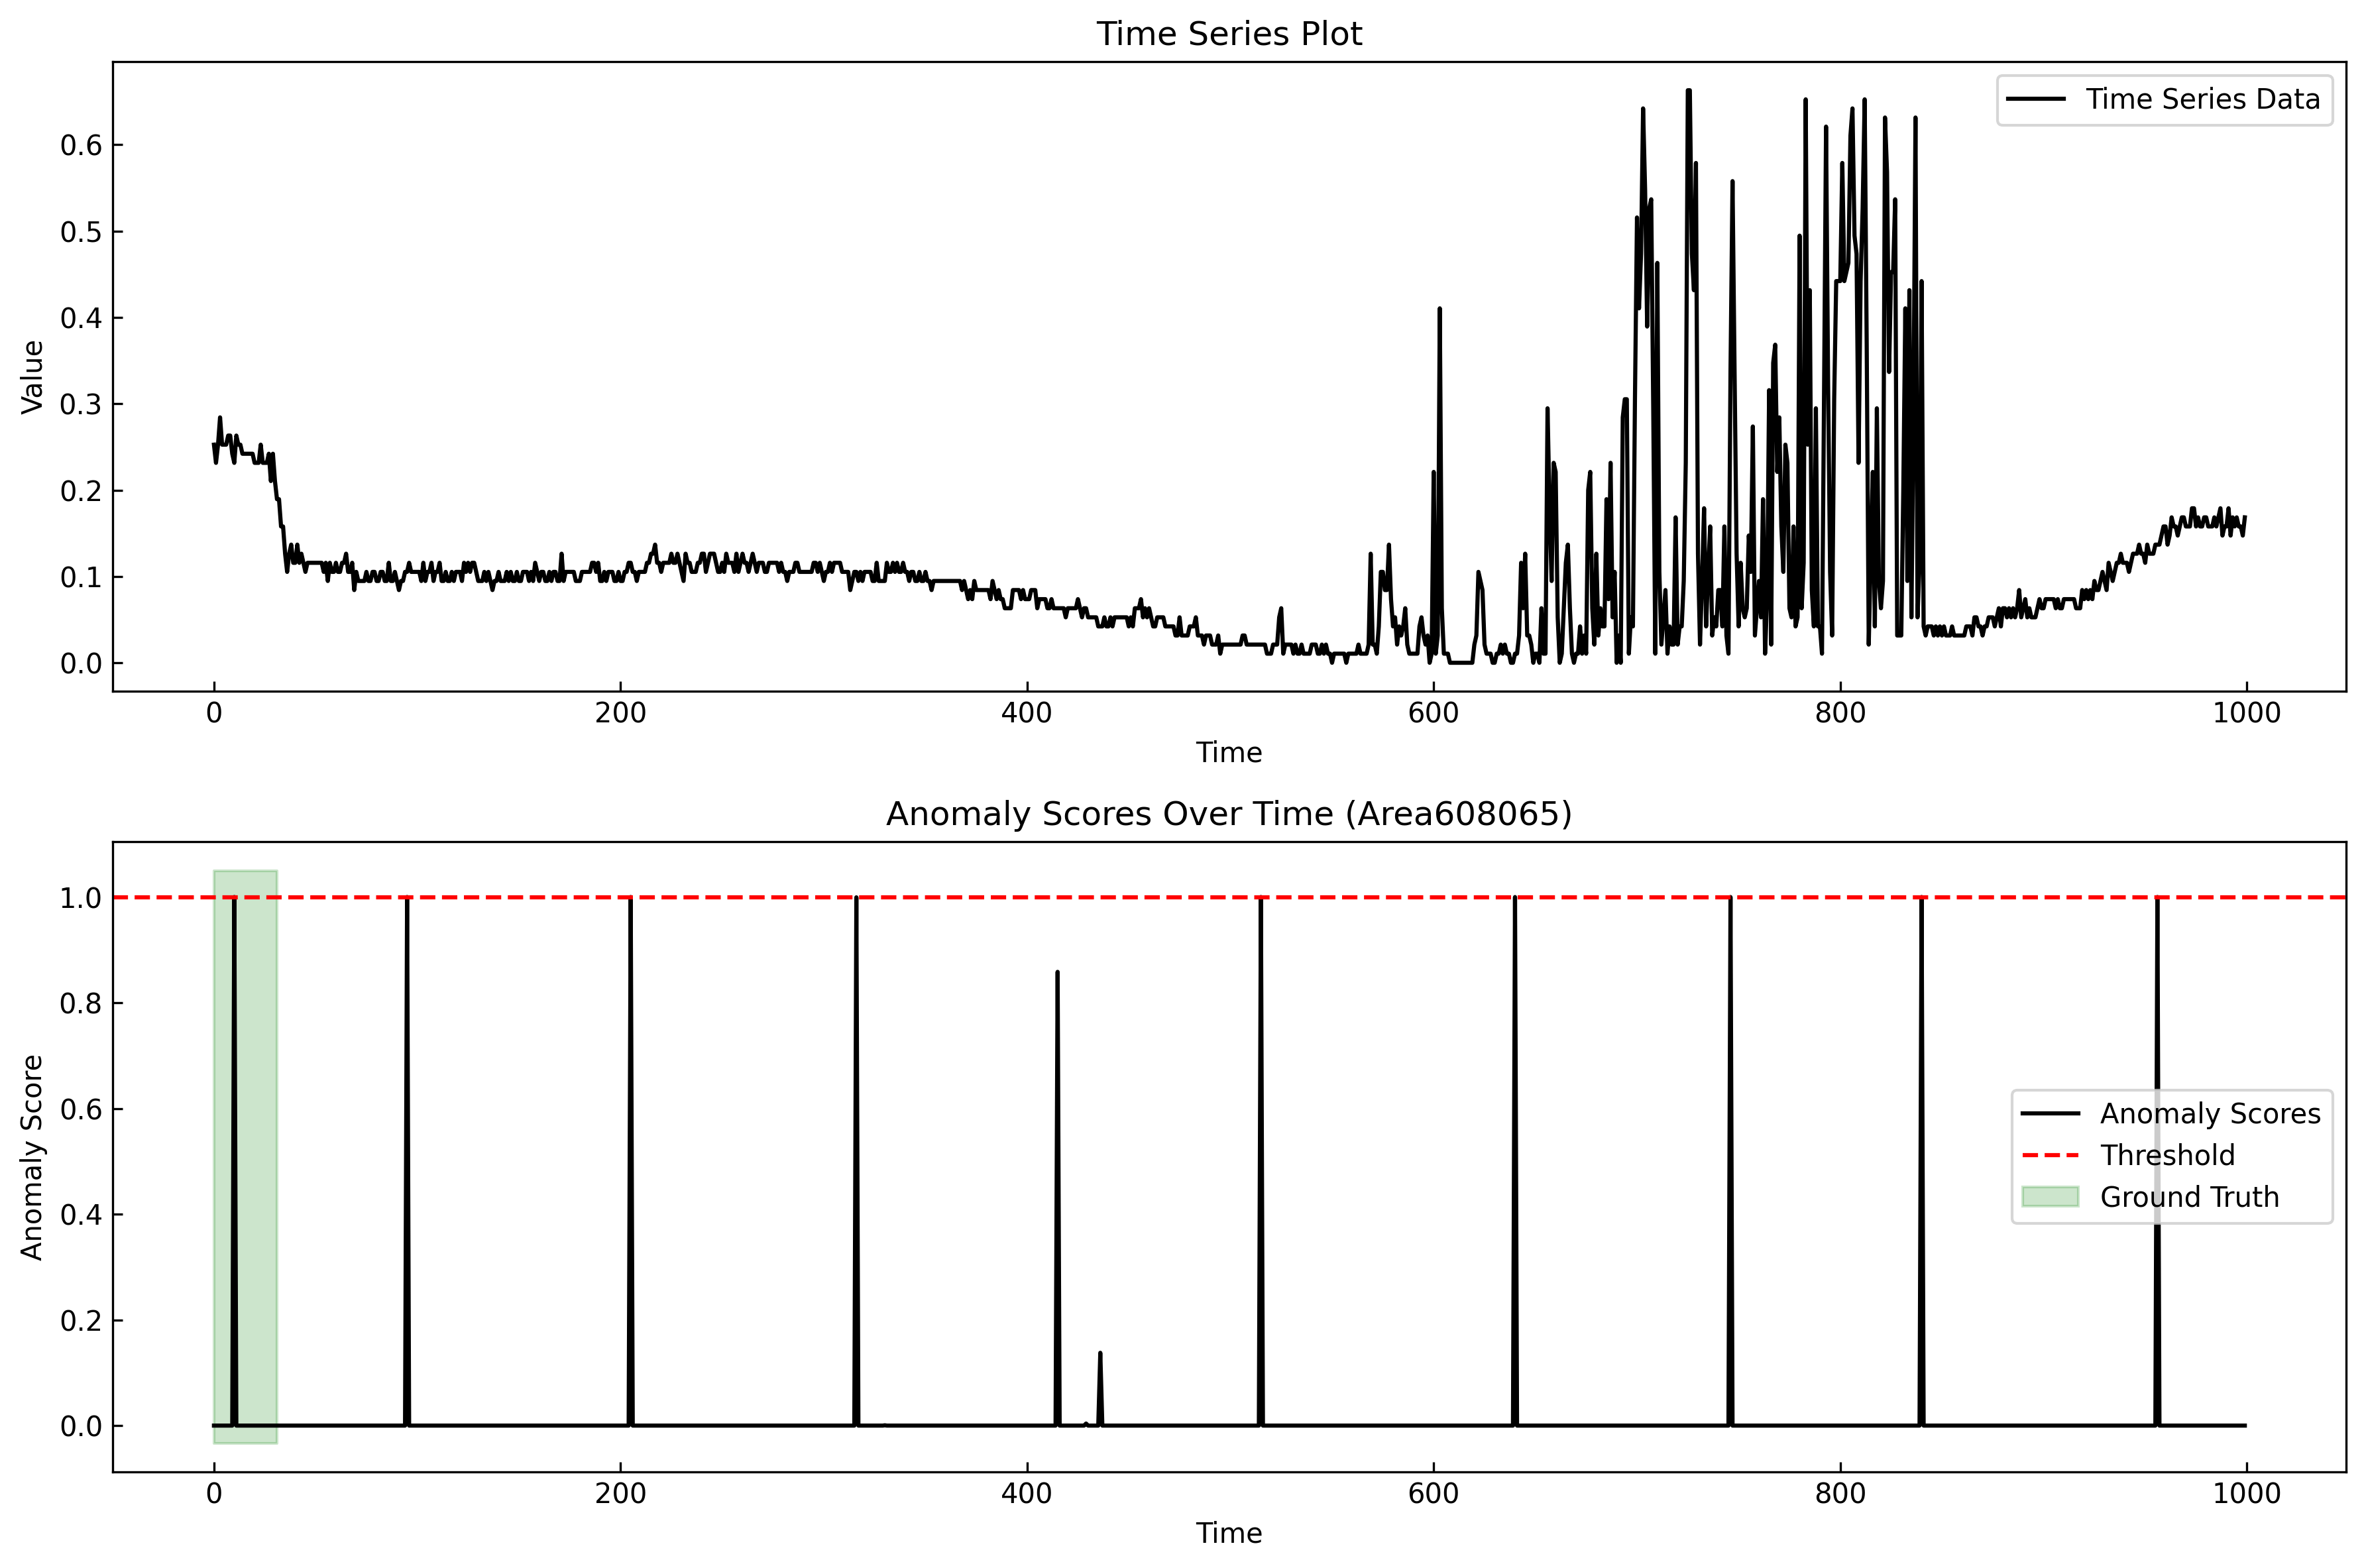 Time Series Plot
Time Series Data
Value
0.6
0.5
0.4
0.3
0.2
0.1
0.0
0 200 400 600 800 1000
Time
Anomaly Scores Over Time (Area608065)
Anomaly Score
1.0
0.8
0.6
0.4
0.2
0.0
Anomaly Scores
Threshold
Ground Truth
0 200 400 600 800 1000
Time